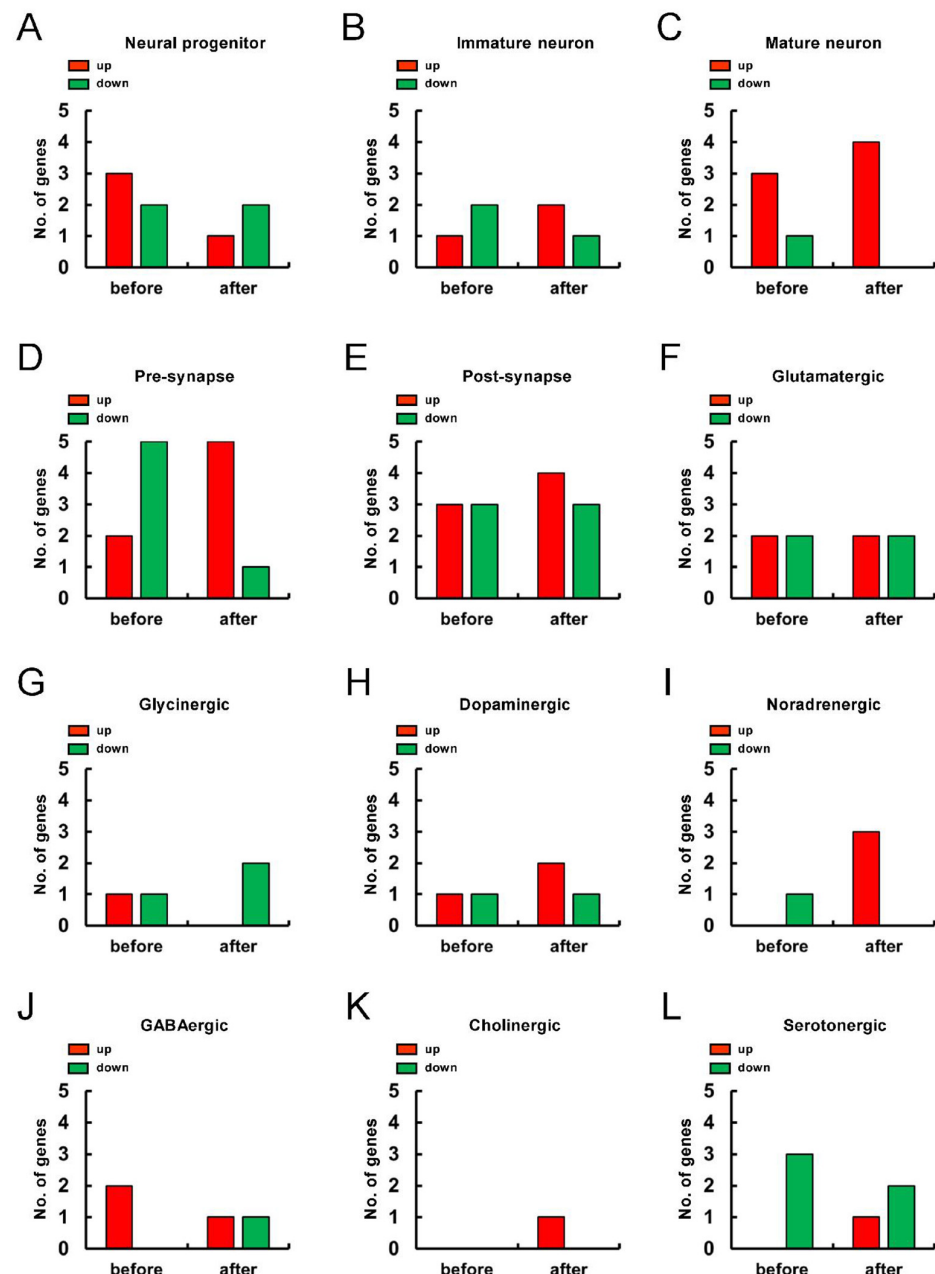 A
Neural progenitor
up
down
No. of genes
5
4
3
2
1
0
before after
B
Immature neuron
up
down
No. of genes
5
4
3
2
1
0
before after
C
Mature neuron
up
down
No. of genes
5
4
3
2
1
0
before after
D
Pre-synapse
up
down
No. of genes
5
4
3
2
1
0
before after
E
Post-synapse
up
down
No. of genes
5
4
3
2
1
0
before after
F
Glutamatergic
up
down
No. of genes
5
4
3
2
1
0
before after
G
Glycinergic
up
down
No. of genes
5
4
3
2
1
0
before after
H
Dopaminergic
up
down
No. of genes
5
4
3
2
1
0
before after
I
Noradrenergic
up
down
No. of genes
5
4
3
2
1
0
before after
J
GABAergic
up
down
No. of genes
5
4
3
2
1
0
before after
K
Cholinergic
up
down
No. of genes
5
4
3
2
1
0
before after
L
Serotonergic
up
down
No. of genes
5
4
3
2
1
0
before after